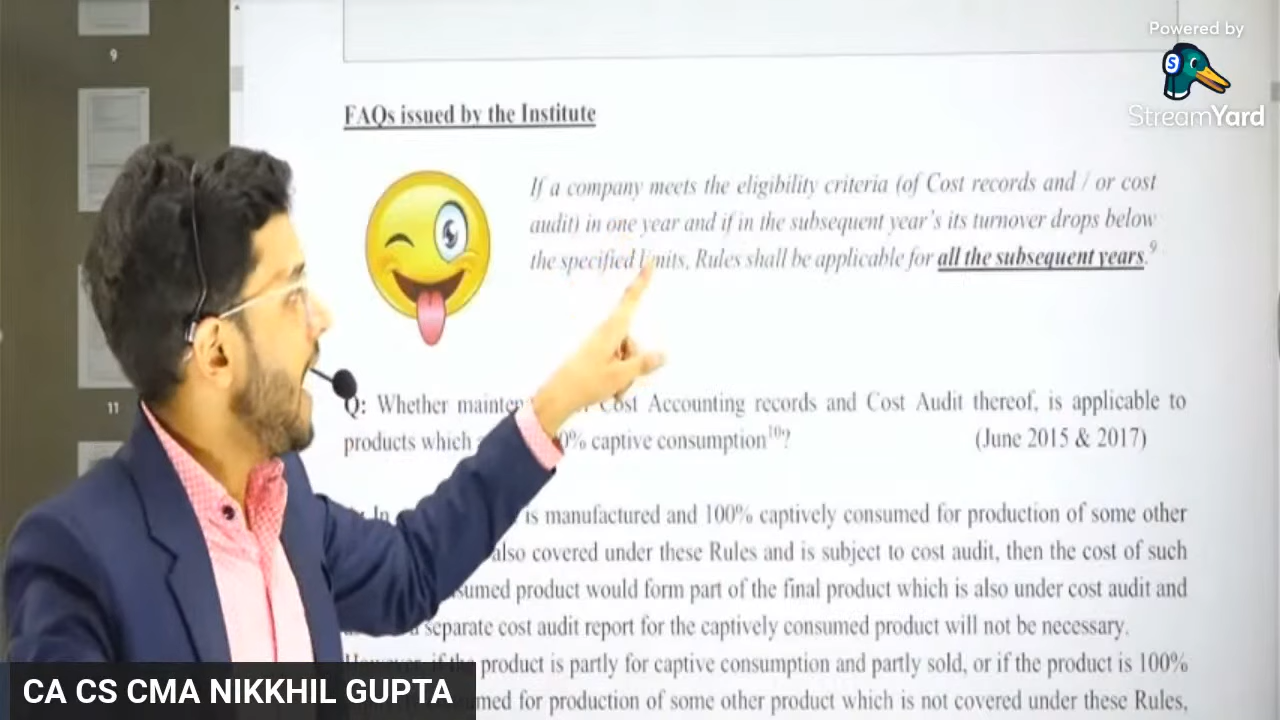 9
Powered by
S
StreamYard
FAQs issued by the Institute
If a company meets the eligibility criteria (of Cost records and / or cost
audit) in one year and if in the subsequent year's its turnover drops below
the specified limits, Rules shall be applicable for all the subsequent years.9
11
Q: Whether Cost Accounting records and Cost Audit thereof, is applicable to
products which 0% captive consumption10? (June 2015 & 2017)
In is manufactured and 100% captively consumed for production of some other
also covered under these Rules and is subject to cost audit, then the cost of such
product would form part of the final product which is also under cost audit and
separate cost audit report for the captively consumed product will not be necessary.
However, if the product is partly for captive consumption and partly sold, or if the product is 100%
for production of some other product which is not covered under these Rules,
CA CS CMA NIKKHIL GUPTA